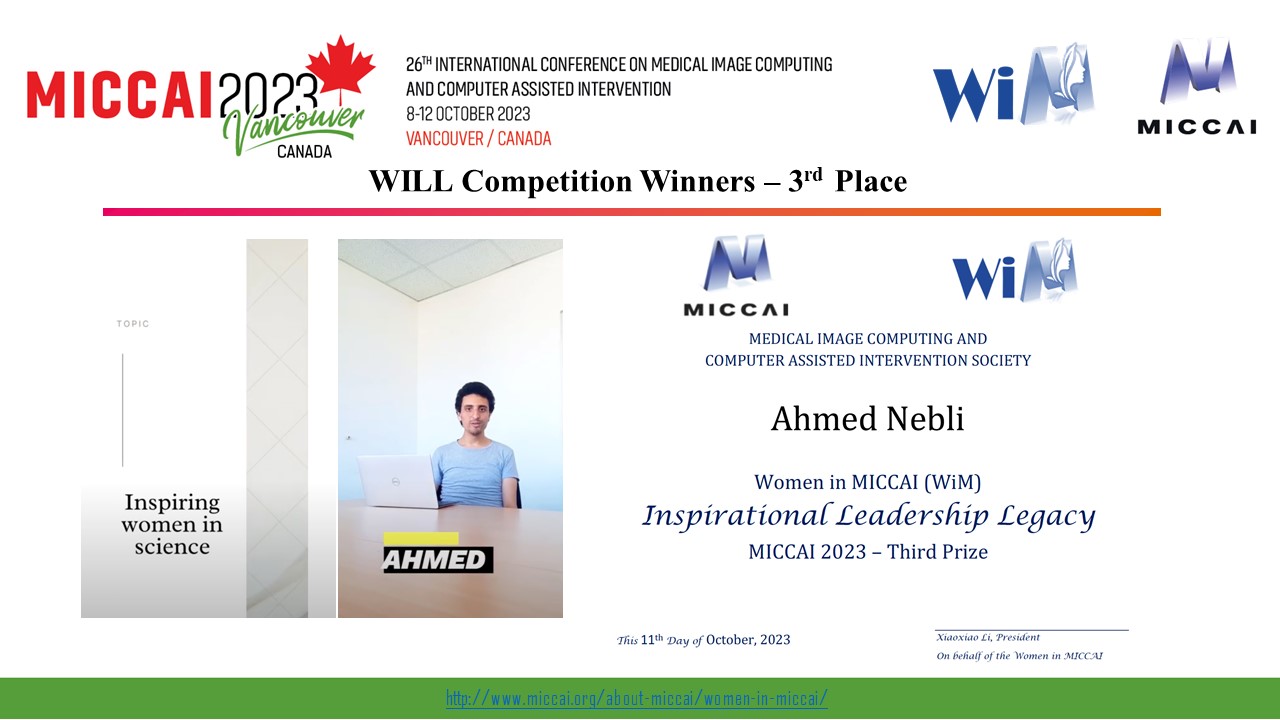 MICCAI2023
Vancouver
CANADA
26TH INTERNATIONAL CONFERENCE ON MEDICAL IMAGE COMPUTING
AND COMPUTER ASSISTED INTERVENTION
8-12 OCTOBER 2023
VANCOUVER / CANADA
WiM
MICCAI
WILL Competition Winners – 3rd Place
TOPIC
Inspiring
women in
science
DELL
AHMED
MICCAI
WiM
MEDICAL IMAGE COMPUTING AND
COMPUTER ASSISTED INTERVENTION SOCIETY
Ahmed Nebli
Women in MICCAI (WiM)
Inspirational Leadership Legacy
MICCAI 2023 – Third Prize
This 11th Day of October, 2023
Xiaoxiao Li, President
On behalf of the Women in MICCAI
http://www.miccai.org/about-miccai/women-in-miccai/